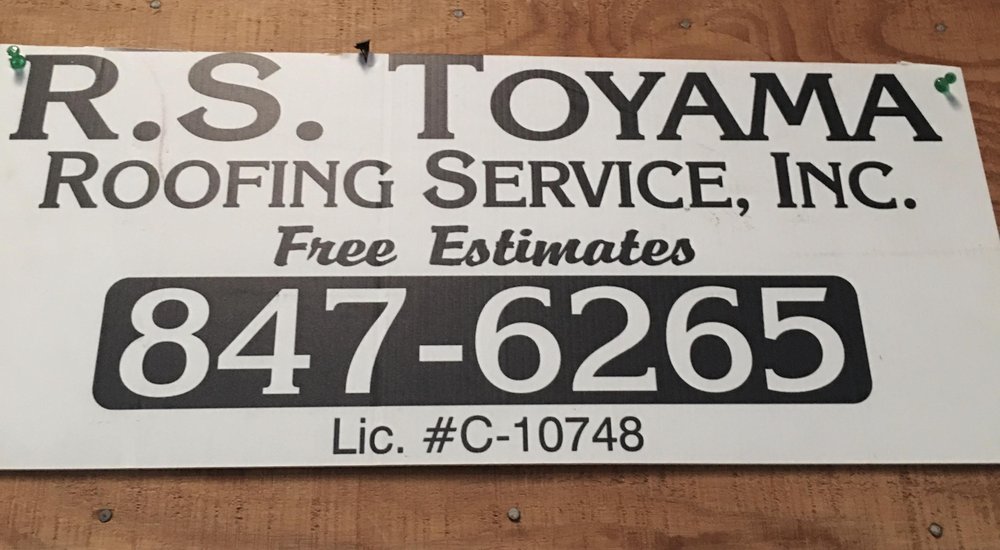 R.S. TOYAMA
ROOFING SERVICE, INC.
Free Estimates
847-6265
Lic. #C-10748